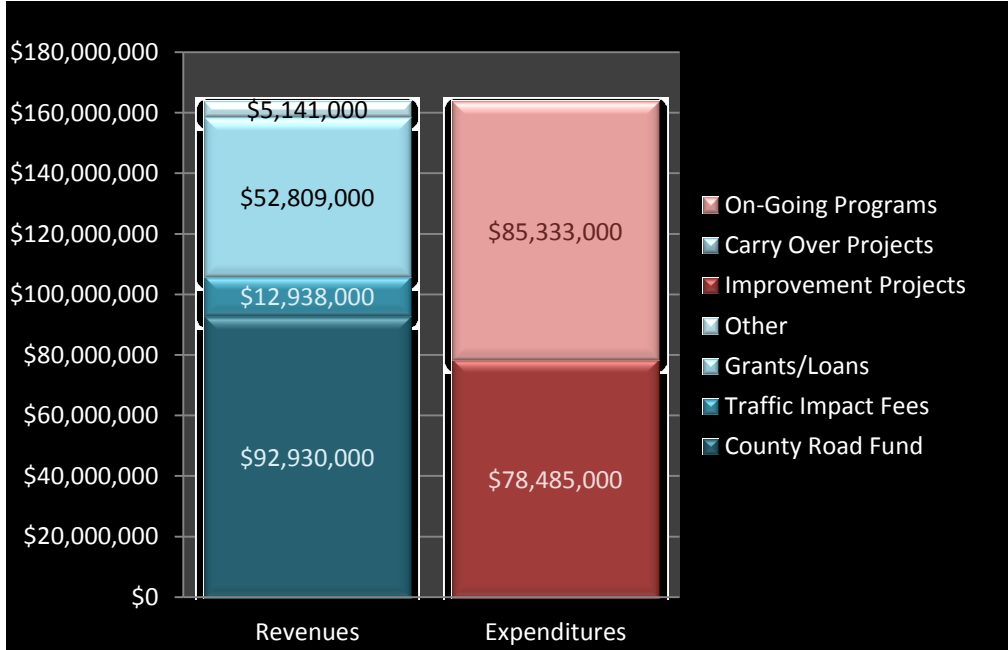 $180,000,000
$160,000,000
$140,000,000
$120,000,000
$100,000,000
$80,000,000
$60,000,000
$40,000,000
$20,000,000
$0
$5,141,000
$52,809,000
$12,938,000
$92,930,000
$85,333,000
$78,485,000
Revenues
Expenditures
On-Going Programs
Carry Over Projects
Improvement Projects
Other
Grants/Loans
Traffic Impact Fees
County Road Fund